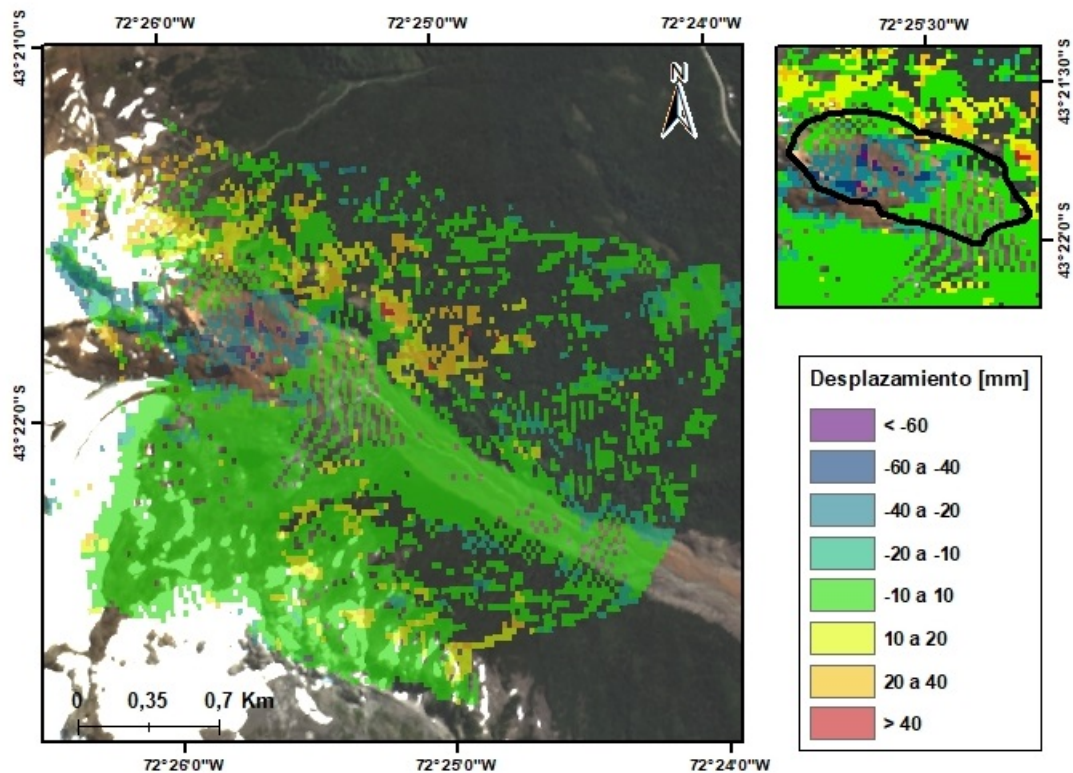 72°26'0"W
72°25'0"W
72°24'0"W
43°21'0"S
43°22'0"S
N
0
0,35
0,7 Km
72°26'0"W
72°25'0"W
72°24'0"W
72°25'30"W
43°21'30"S
43°22'0"S
Desplazamiento [mm]
< -60
-60 a -40
-40 a -20
-20 a -10
-10 a 10
10 a 20
20 a 40
> 40